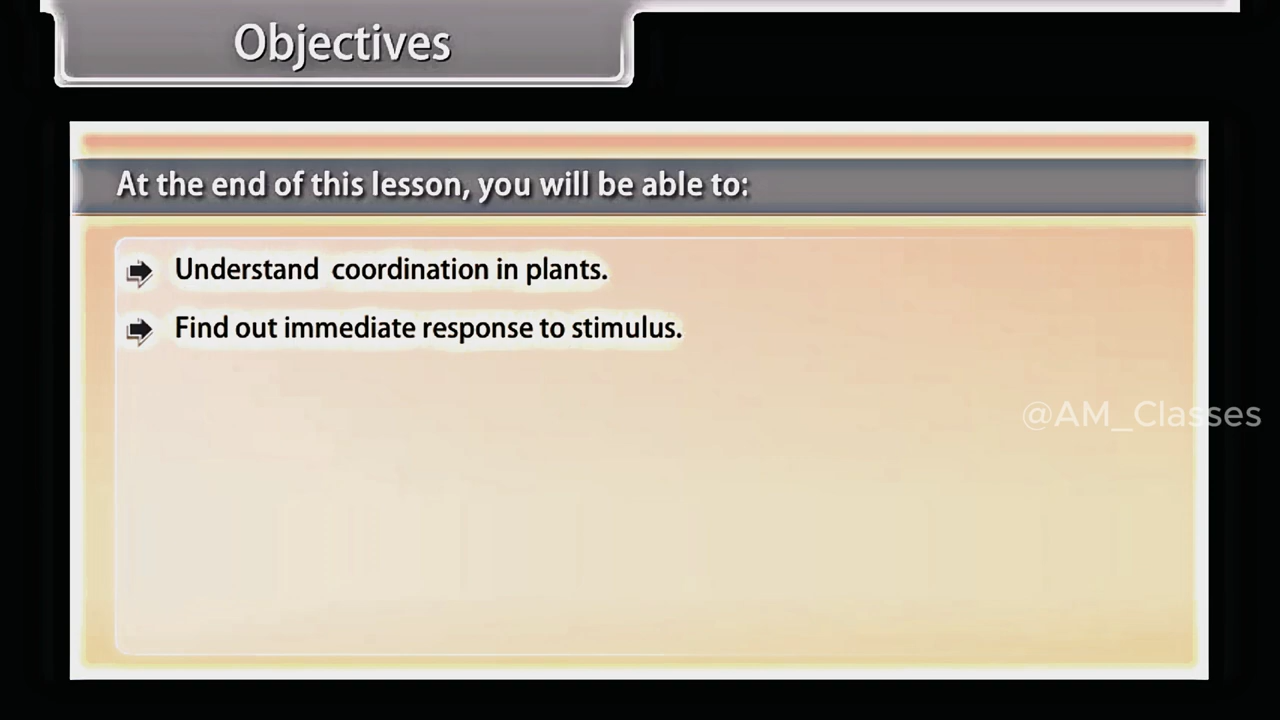 Objectives
At the end of this lesson, you will be able to:
Understand coordination in plants.
Find out immediate response to stimulus.
@AM_Classes